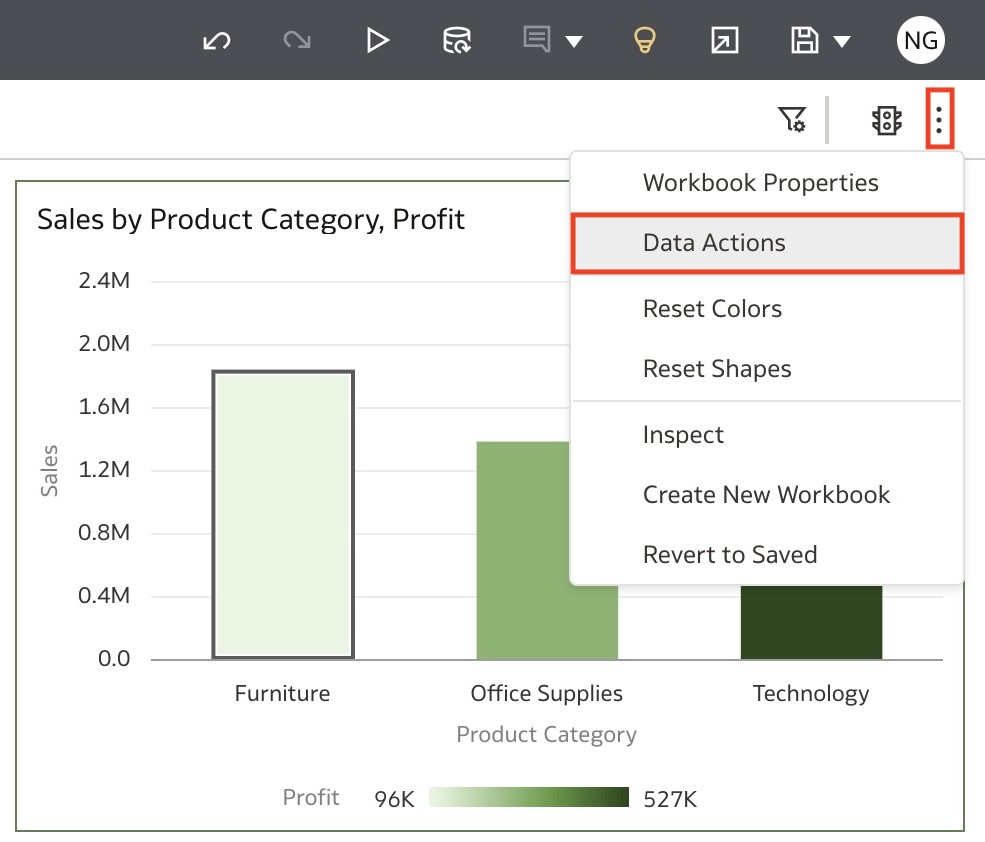 NG
Workbook Properties
Data Actions
Reset Colors
Reset Shapes
Inspect
Create New Workbook
Revert to Saved
Sales by Product Category, Profit
2.4M
2.0M
1.6M
1.2M
0.8M
0.4M
0.0
Sales
Furniture Office Supplies Technology
Product Category
Profit 96K 527K